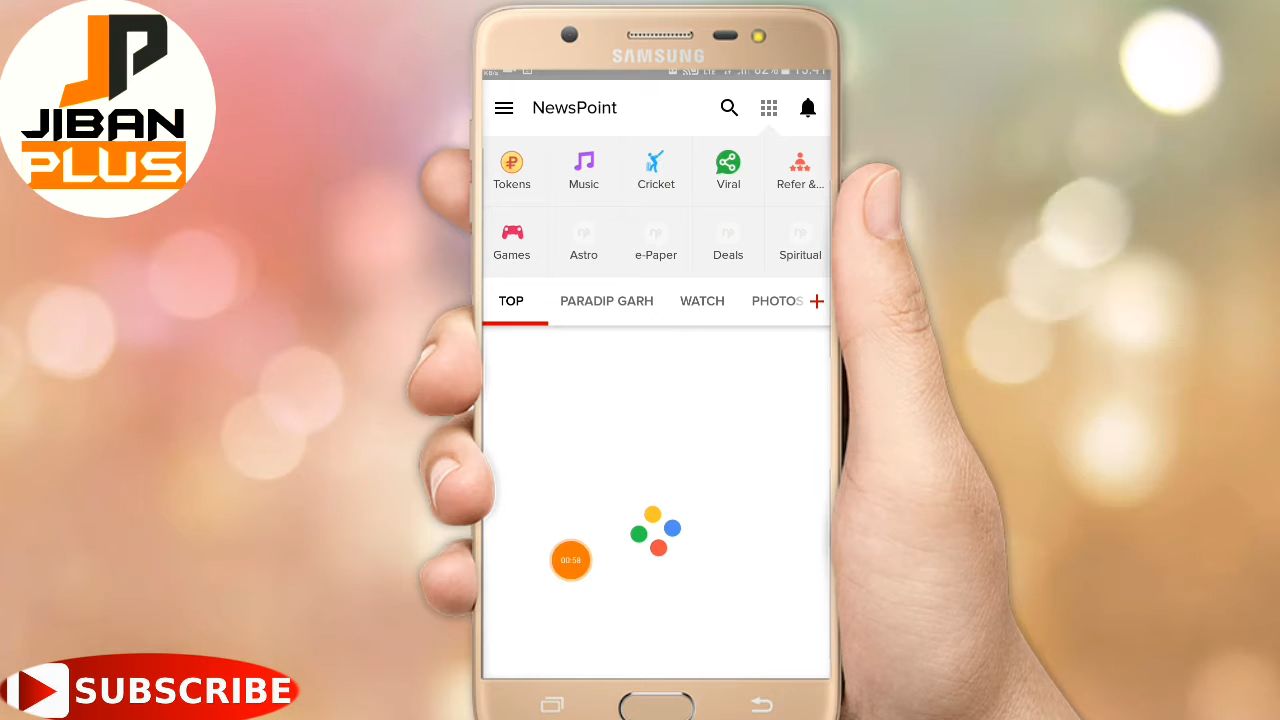 JP
JIBAN
PLUS
SAMSUNG
NewsPoint
Tokens
Music
Cricket
Viral
Refer &...
Games
Astro
e-Paper
Deals
Spiritual
TOP
PARADIP GARH
WATCH
PHOTOS
00:58
SUBSCRIBE